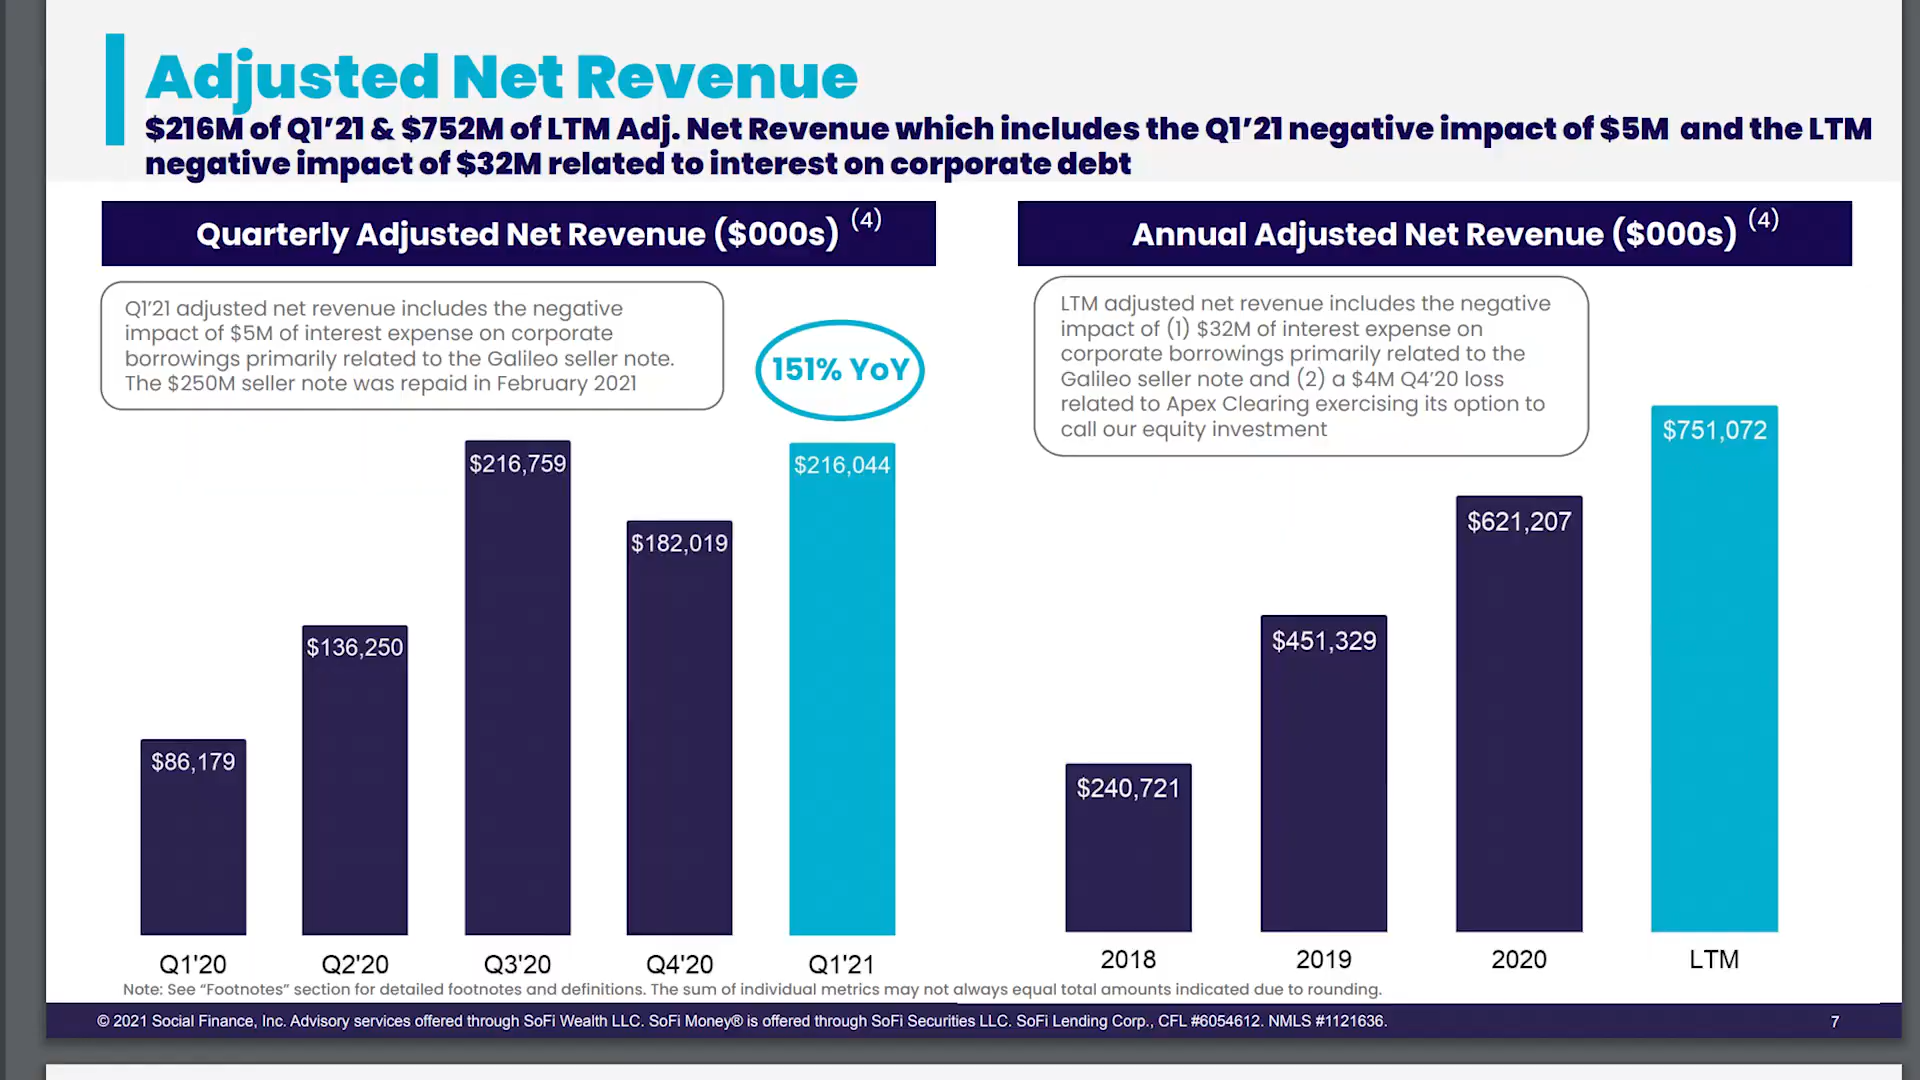 Adjusted Net Revenue
$216M of Q1’21 & $752M of LTM Adj. Net Revenue which includes the Q1’21 negative impact of $5M and the LTM
negative impact of $32M related to interest on corporate debt
Quarterly Adjusted Net Revenue ($000s) (4)
Q1’21 adjusted net revenue includes the negative
impact of $5M of interest expense on corporate
borrowings primarily related to the Galileo seller note.
The $250M seller note was repaid in February 2021
151% YoY
$86,179
$136,250
$216,759
$182,019
$216,044
Q1'20
Q2'20
Q3'20
Q4'20
Q1'21
Annual Adjusted Net Revenue ($000s) (4)
LTM adjusted net revenue includes the negative
impact of (1) $32M of interest expense on
corporate borrowings primarily related to the
Galileo seller note and (2) a $4M Q4’20 loss
related to Apex Clearing exercising its option to
call our equity investment
$240,721
$451,329
$621,207
$751,072
2018
2019
2020
LTM
Note: See “Footnotes” section for detailed footnotes and definitions. The sum of individual metrics may not always equal total amounts indicated due to rounding.
© 2021 Social Finance, Inc. Advisory services offered through SoFi Wealth LLC. SoFi Money® is offered through SoFi Securities LLC. SoFi Lending Corp., CFL #6054612. NMLS #1121636.
7